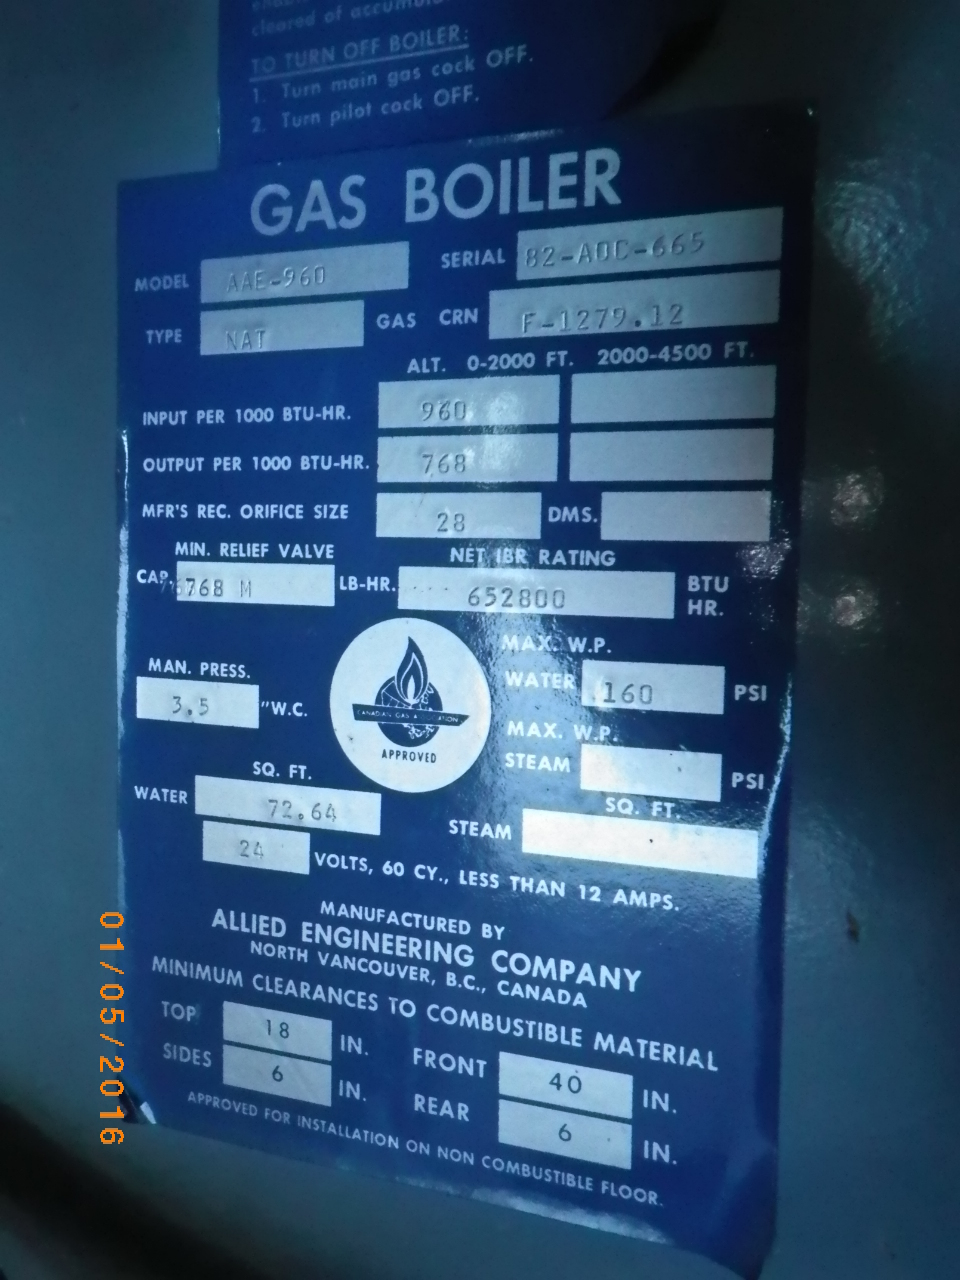 cleared of
TO TURN OFF BOILER:
1. Turn main gas cock OFF.
2. Turn pilot cock OFF.
GAS BOILER
MODEL AAE-960 SERIAL 82-AOC-665
TYPE NAT GAS CRN F-1279.12
ALT. 0-2000 FT. 2000-4500 FT.
INPUT PER 1000 BTU-HR. 960
OUTPUT PER 1000 BTU-HR. 768
MFR'S REC. ORIFICE SIZE 28 DMS.
MIN. RELIEF VALVE NET IBR RATING
CAP. 768 M LB-HR. 652800 BTU HR.
MAX. W.P.
MAN. PRESS. WATER 160 PSI
3.5 "W.C. MAX. W.P.
STEAM PSI
CANADIAN GAS ASSOCIATION
APPROVED
SQ. FT. SQ. FT.
WATER 72.64 STEAM
24 VOLTS, 60 CY., LESS THAN 12 AMPS.
MANUFACTURED BY
ALLIED ENGINEERING COMPANY
NORTH VANCOUVER, B.C., CANADA
MINIMUM CLEARANCES TO COMBUSTIBLE MATERIAL
TOP 18 IN. FRONT 40 IN.
SIDES 6 IN. REAR 6 IN.
APPROVED FOR INSTALLATION ON NON COMBUSTIBLE FLOOR.
01/05/2016